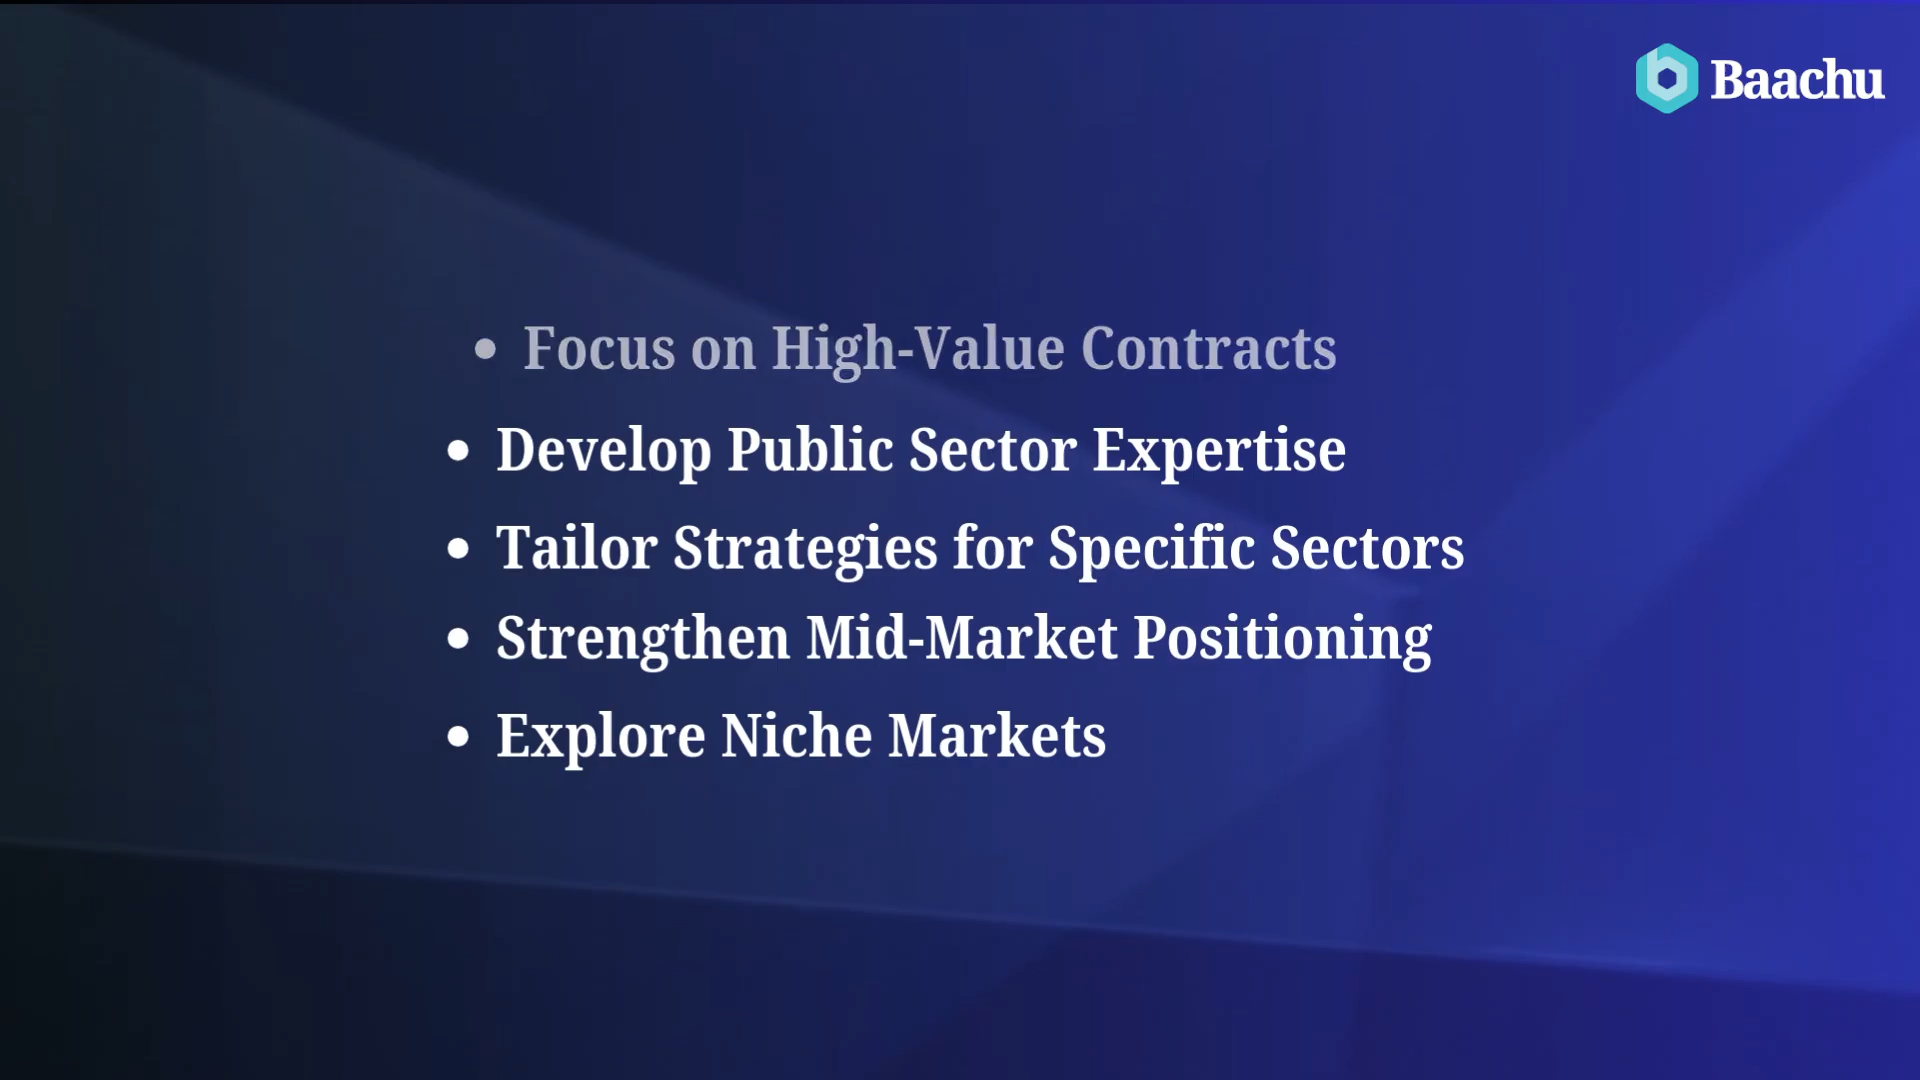 Baachu
• Focus on High-Value Contracts
• Develop Public Sector Expertise
• Tailor Strategies for Specific Sectors
• Strengthen Mid-Market Positioning
• Explore Niche Markets